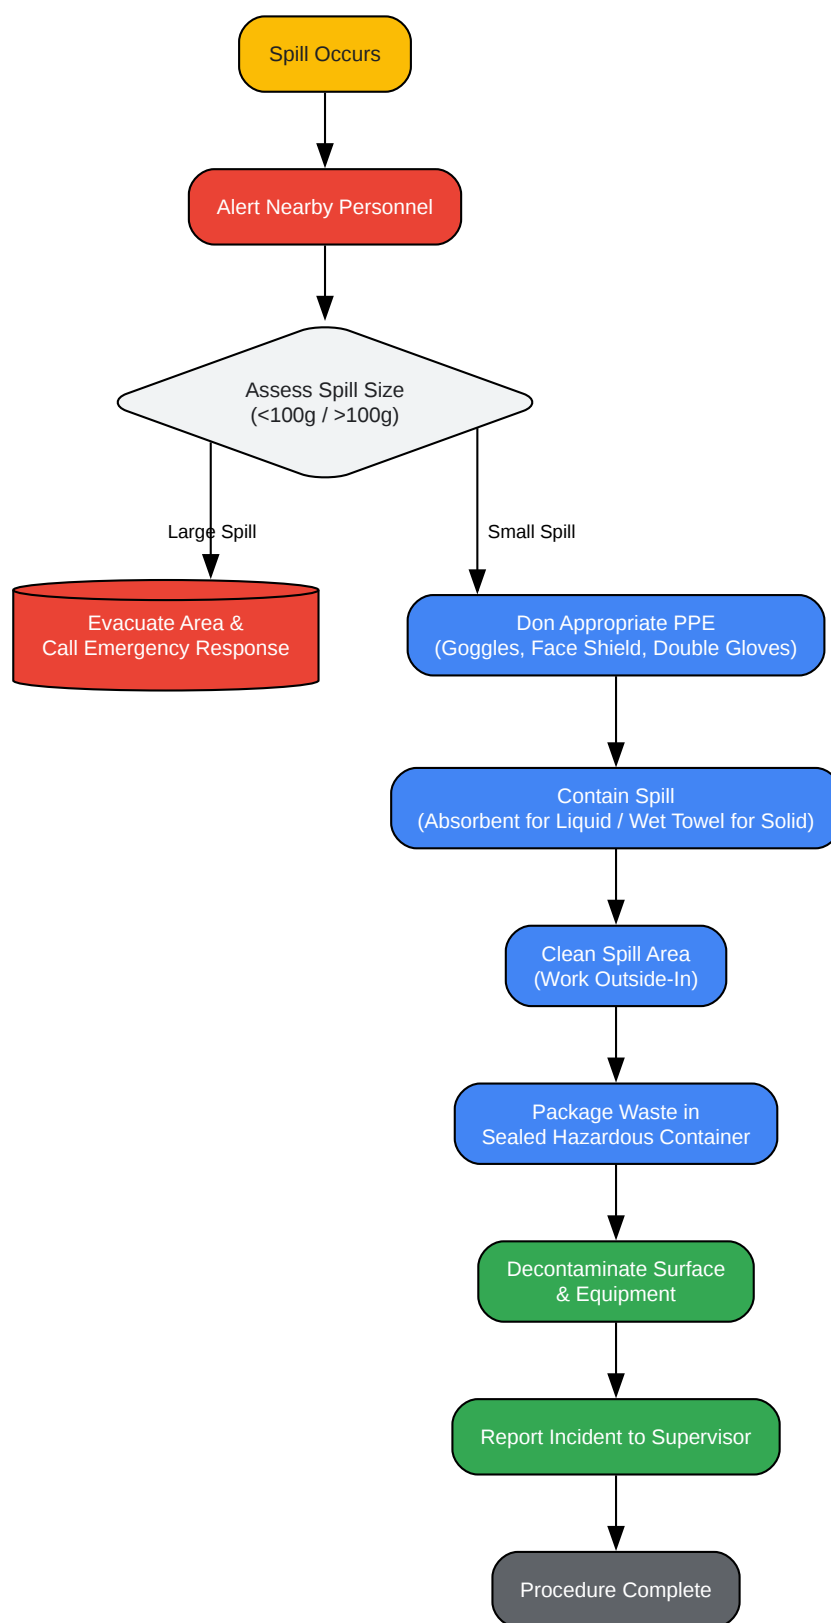 Spill Occurs
Alert Nearby Personnel
Assess Spill Size
(<100g / >100g)
Large Spill
Small Spill
Evacuate Area &
Call Emergency Response
Don Appropriate PPE
(Goggles, Face Shield, Double Gloves)
Contain Spill
(Absorbent for Liquid / Wet Towel for Solid)
Clean Spill Area
(Work Outside-In)
Package Waste in
Sealed Hazardous Container
Decontaminate Surface
& Equipment
Report Incident to Supervisor
Procedure Complete